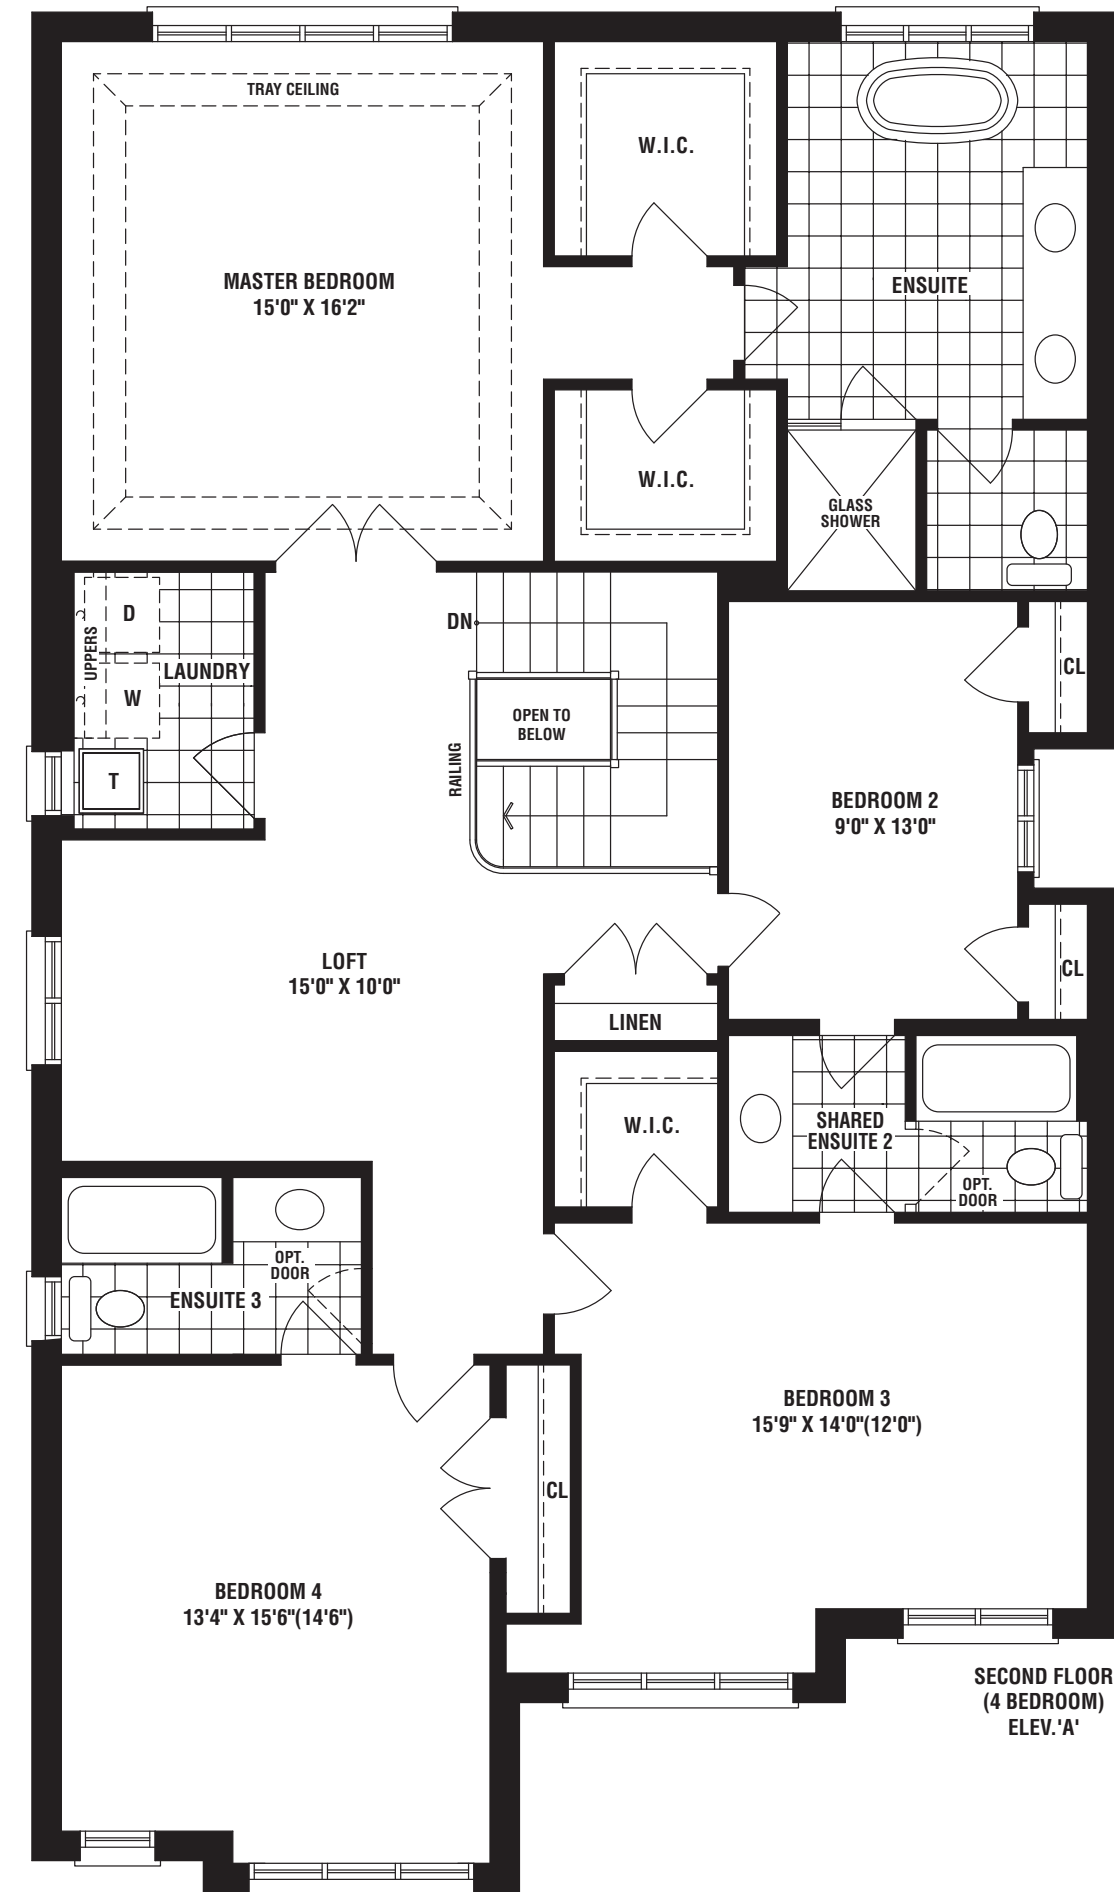 TRAY CEILING
W.I.C.
MASTER BEDROOM
15'0" X 16'2"
ENSUITE
W.I.C.
GLASS
SHOWER
D
UPPERS
LAUNDRY
W
T
DN
OPEN TO
BELOW
RAILING
CL
BEDROOM 2
9'0" X 13'0"
CL
LOFT
15'0" X 10'0"
LINEN
W.I.C.
SHARED
ENSUITE 2
OPT.
DOOR
OPT.
DOOR
ENSUITE 3
BEDROOM 3
15'9" X 14'0"(12'0")
CL
BEDROOM 4
13'4" X 15'6"(14'6")
SECOND FLOOR
(4 BEDROOM)
ELEV.'A'